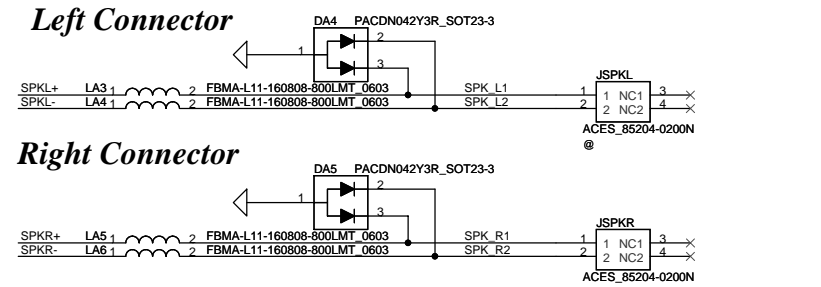 Left Connector
DA4 PACDN042Y3R_SOT23-3
2
1
3
JSPKL
SPKL+ LA3 1 2 FBMA-L11-160808-800LMT_0603 SPK_L1 1 1 NC1 3
SPKL- LA4 1 2 FBMA-L11-160808-800LMT_0603 SPK_L2 2 2 NC2 4
ACES_85204-0200N
@
Right Connector
DA5 PACDN042Y3R_SOT23-3
2
1
3
JSPKR
SPKR+ LA5 1 2 FBMA-L11-160808-800LMT_0603 SPK_R1 1 1 NC1 3
SPKR- LA6 1 2 FBMA-L11-160808-800LMT_0603 SPK_R2 2 2 NC2 4
ACES_85204-0200N